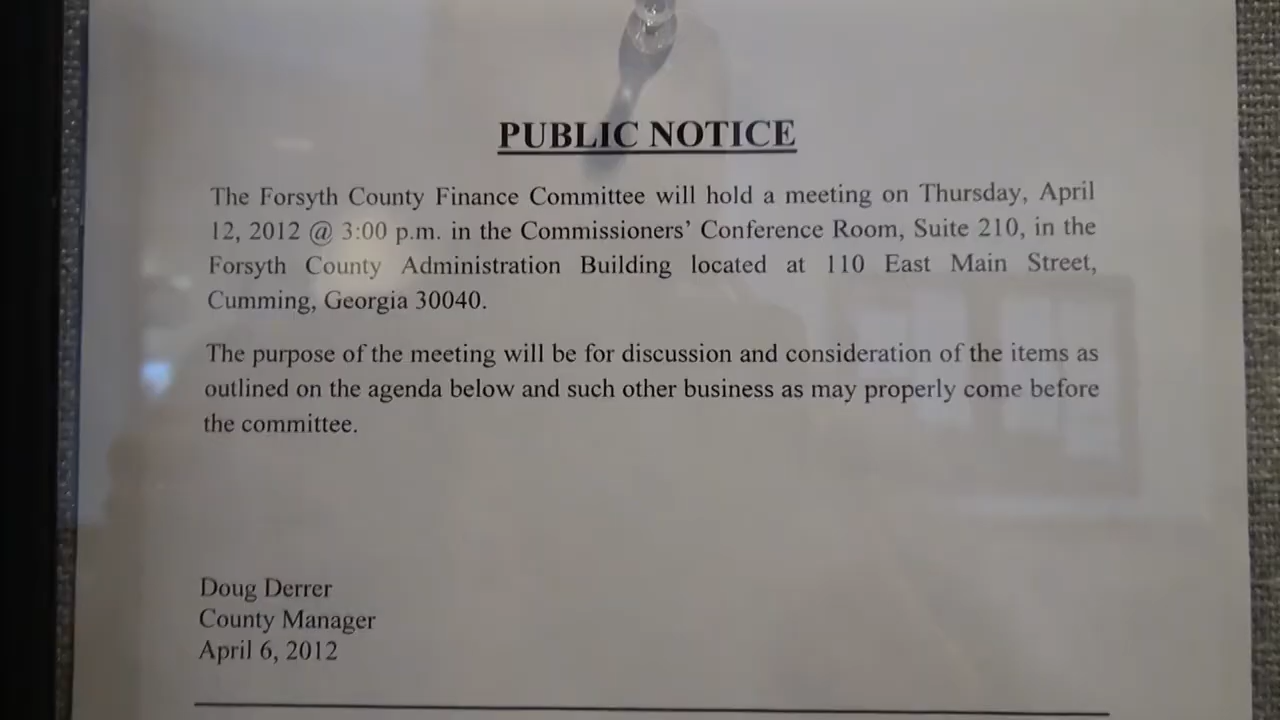 PUBLIC NOTICE
The Forsyth County Finance Committee will hold a meeting on Thursday, April
12, 2012 @ 3:00 p.m. in the Commissioners’ Conference Room, Suite 210, in the
Forsyth County Administration Building located at 110 East Main Street,
Cumming, Georgia 30040.
The purpose of the meeting will be for discussion and consideration of the items as
outlined on the agenda below and such other business as may properly come before
the committee.
Doug Derrer
County Manager
April 6, 2012